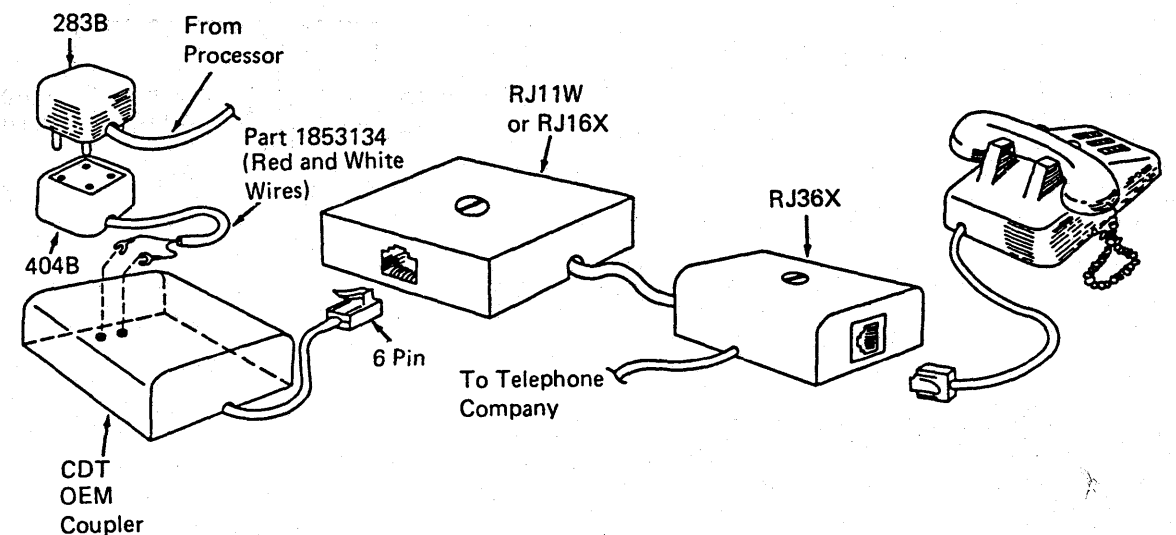 283B
From
Processor
Part 1853134
(Red and White
Wires)
404B
RJ11W
or RJ16X
RJ36X
6 Pin
To Telephone
Company
CDT
OEM
Coupler